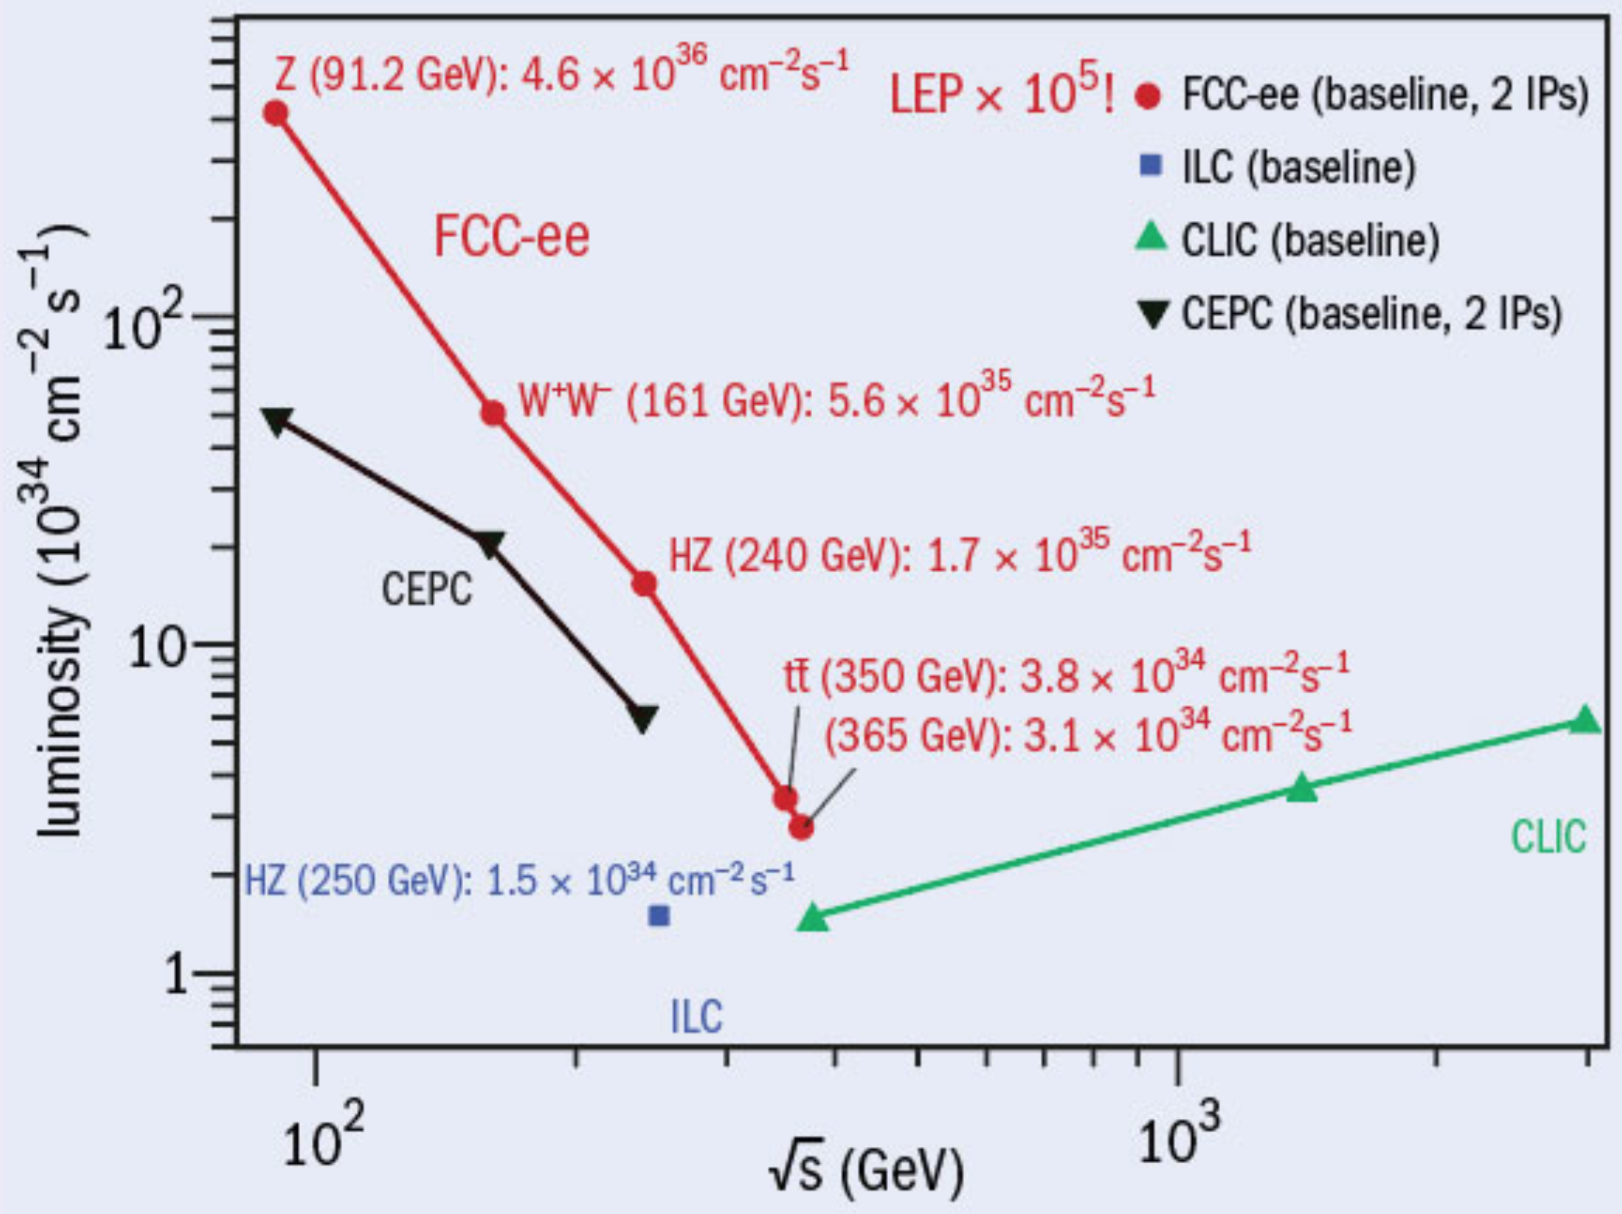 Z (91.2 GeV): 4.6 × 10³⁶ cm⁻²s⁻¹
LEP × 10⁵!
FCC-ee (baseline, 2 IPs)
ILC (baseline)
CLIC (baseline)
CEPC (baseline, 2 IPs)
FCC-ee
W⁺W⁻ (161 GeV): 5.6 × 10³⁵ cm⁻²s⁻¹
HZ (240 GeV): 1.7 × 10³⁵ cm⁻²s⁻¹
CEPC
tt̄ (350 GeV): 3.8 × 10³⁴ cm⁻²s⁻¹
(365 GeV): 3.1 × 10³⁴ cm⁻²s⁻¹
CLIC
HZ (250 GeV): 1.5 × 10³⁴ cm⁻² s⁻¹
ILC
luminosity (10³⁴ cm⁻² s⁻¹)
10²
10
1
10²
10³
√s (GeV)